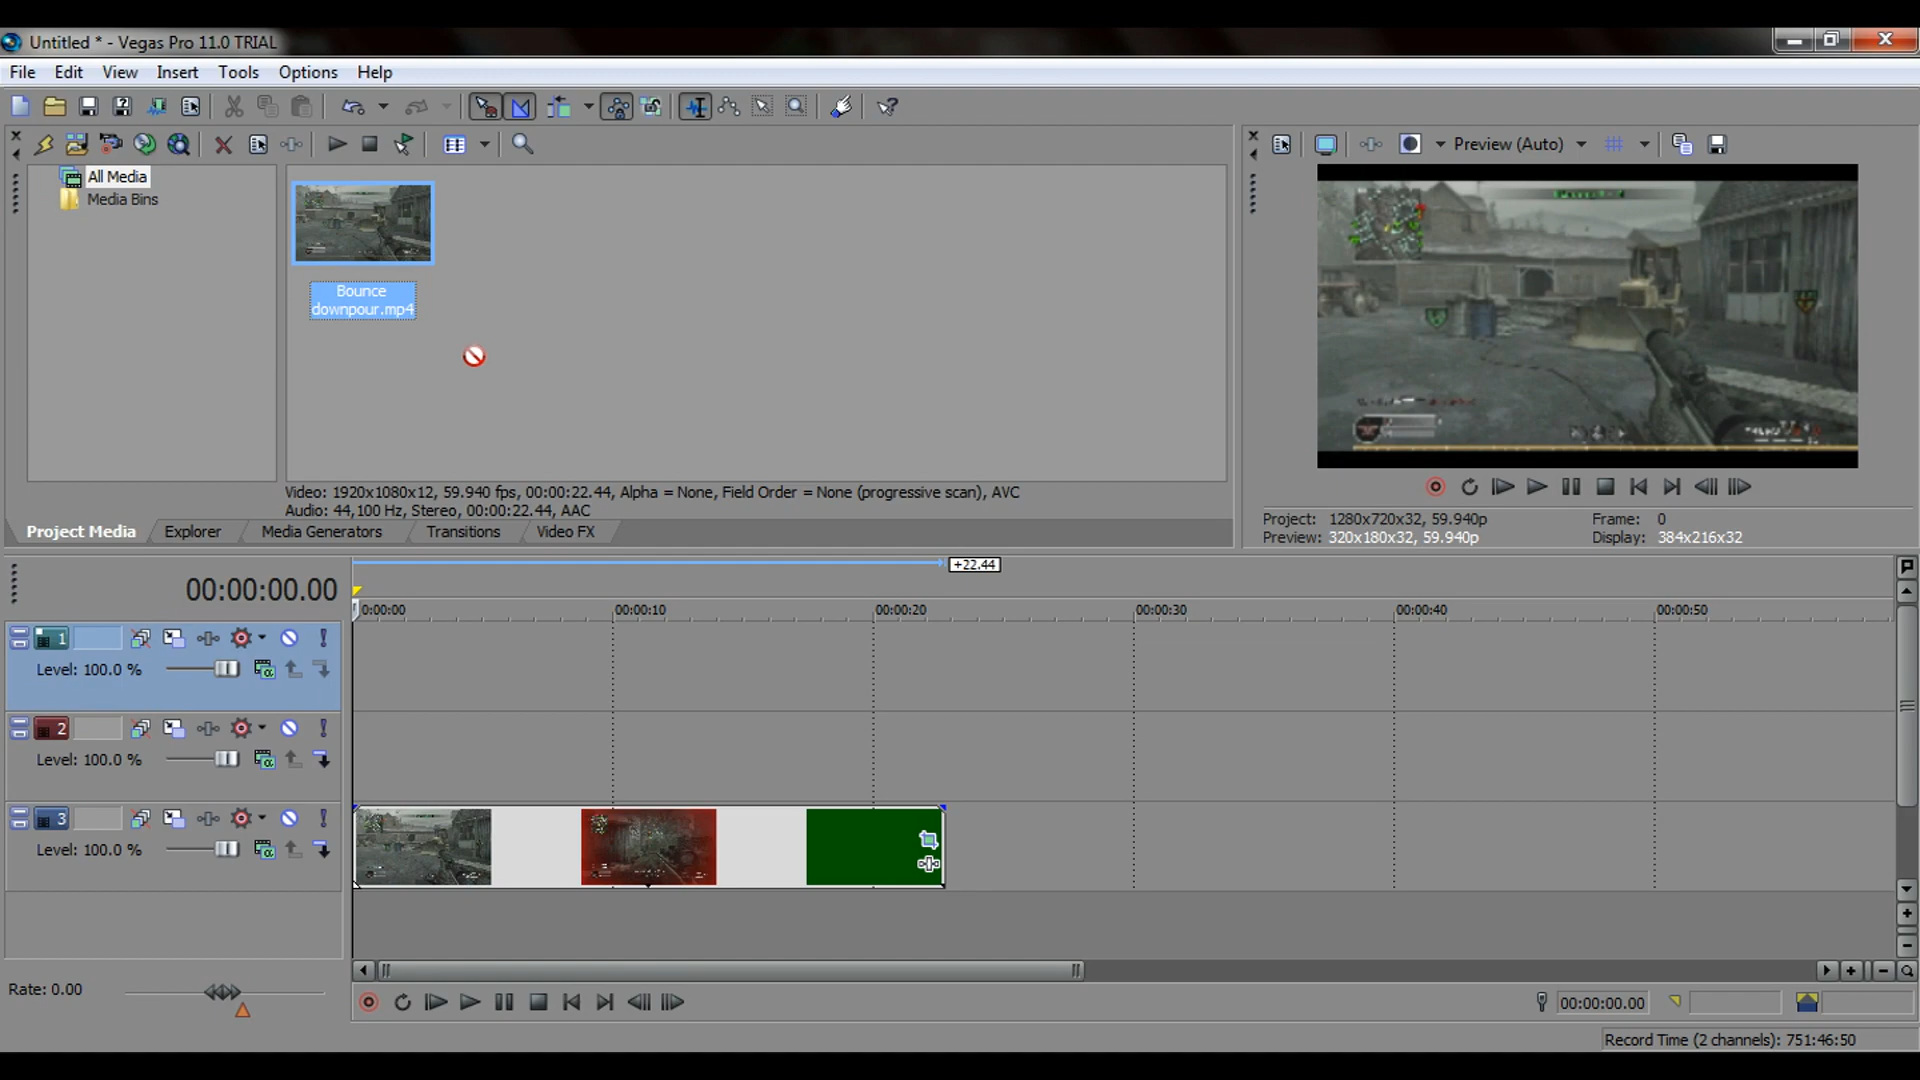 Untitled * - Vegas Pro 11.0 TRIAL
File Edit View Insert Tools Options Help
Preview (Auto)
All Media
Media Bins
Bounce
downpour.mp4
Video: 1920x1080x12, 59.940 fps, 00:00:22.44, Alpha = None, Field Order = None (progressive scan), AVC
Audio: 44,100 Hz, Stereo, 00:00:22.44, AAC
Project Media Explorer Media Generators Transitions Video FX
Project: 1280x720x32, 59.940p Frame: 0
Preview: 320x180x32, 59.940p Display: 384x216x32
+22.44
00:00:00.00
0:00:00 00:00:10 00:00:20 00:00:30 00:00:40 00:00:50
1
Level: 100.0 %
2
Level: 100.0 %
3
Level: 100.0 %
Rate: 0.00
00:00:00.00
Record Time (2 channels): 751:46:50